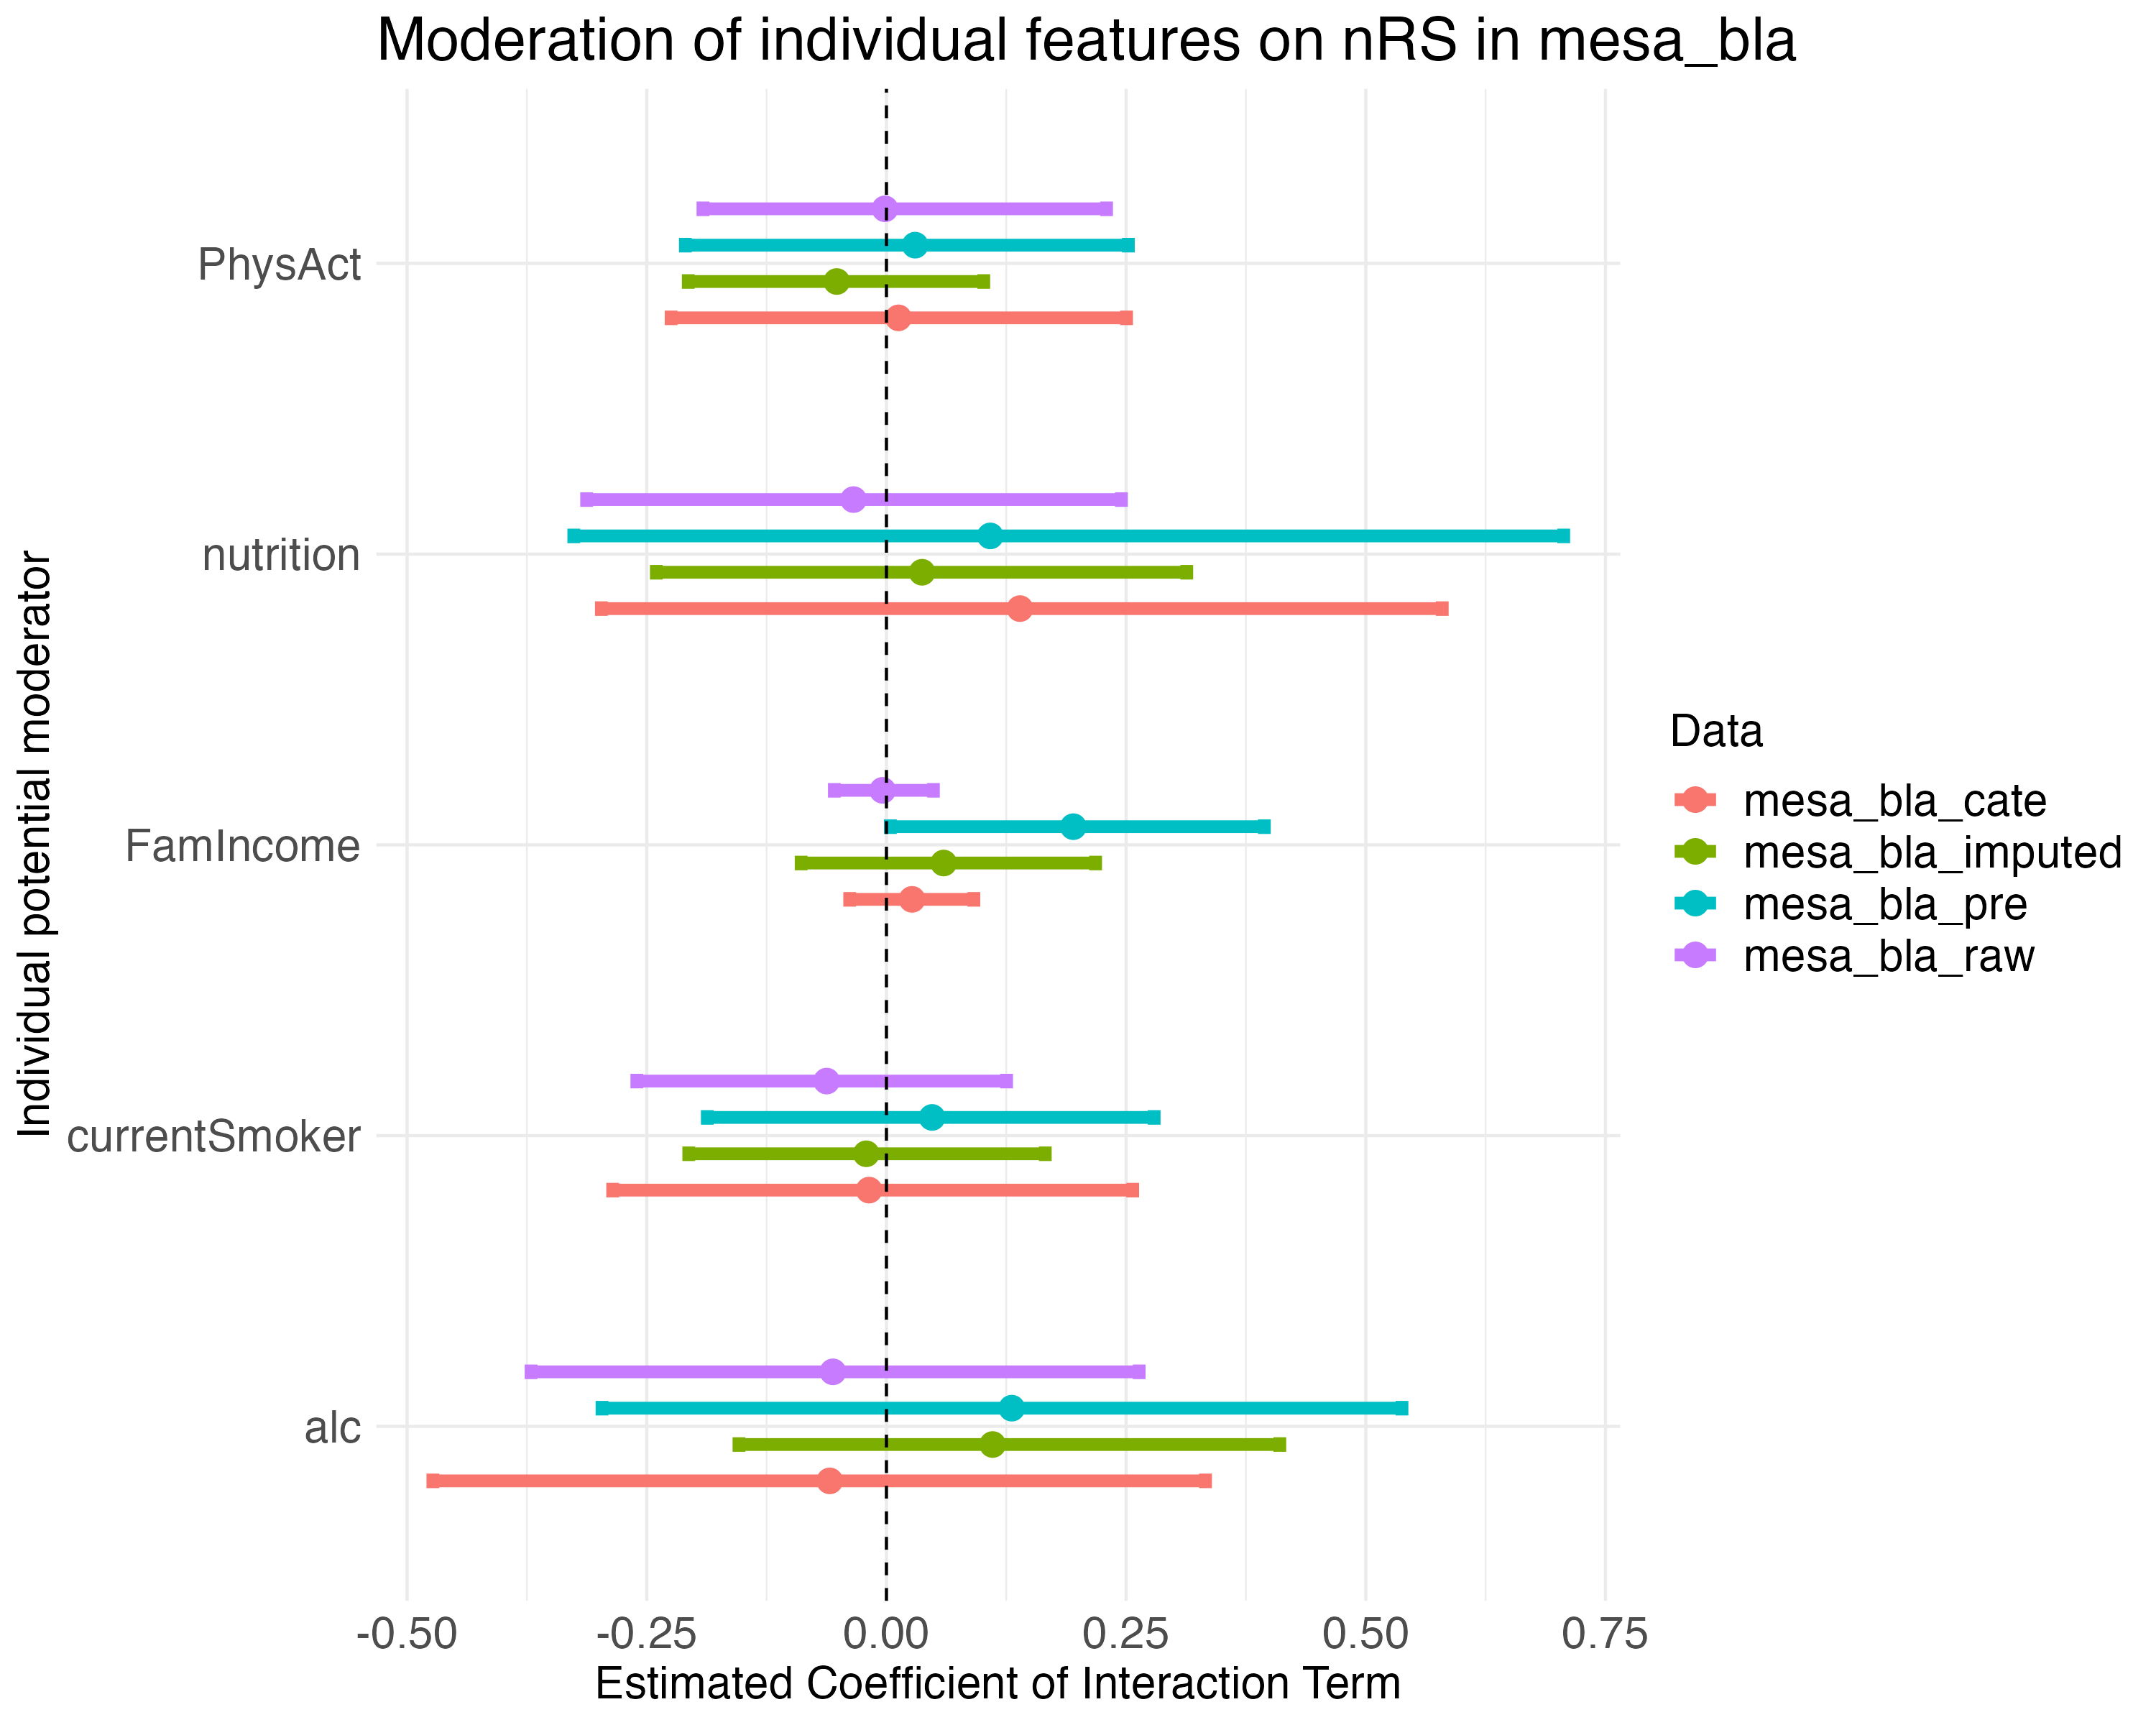 Moderation of individual features on nRS in mesa_bla
Individual potential moderator
PhysAct
nutrition
FamIncome
currentSmoker
alc
-0.50 -0.25 0.00 0.25 0.50 0.75
Estimated Coefficient of Interaction Term
Data
mesa_bla_cate
mesa_bla_imputed
mesa_bla_pre
mesa_bla_raw